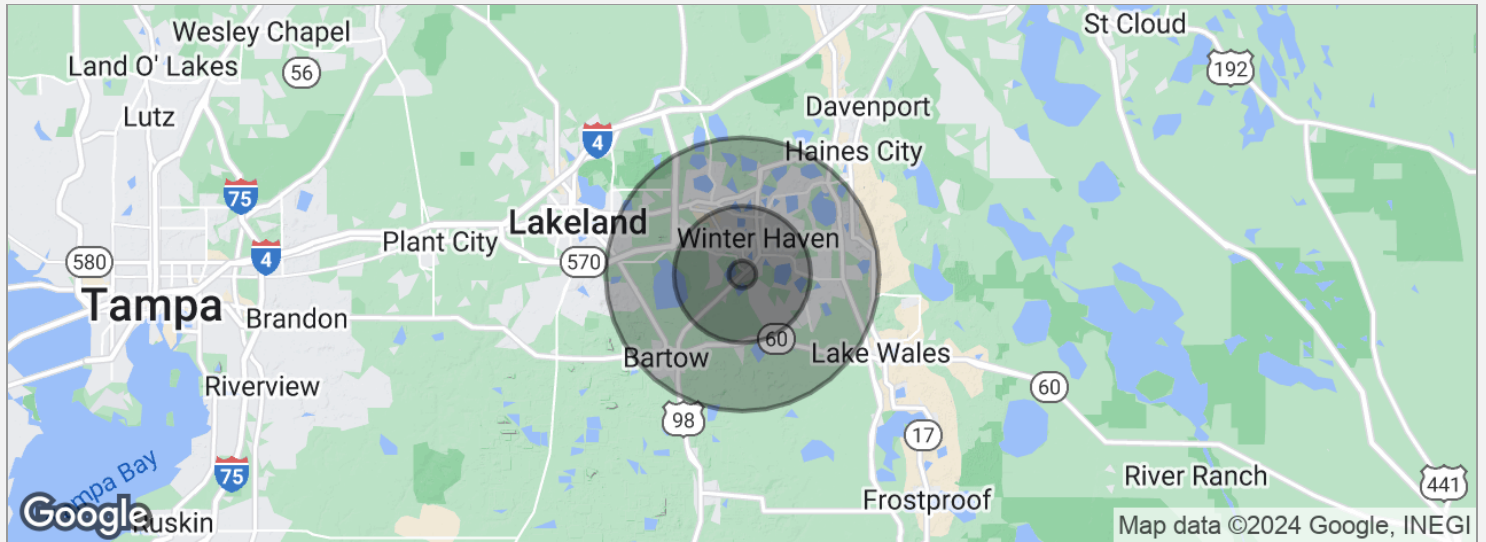 St Cloud
Wesley Chapel
Land O' Lakes
56
192
Lutz
Davenport
4
Haines City
75
Lakeland
Winter Haven
Plant City
580
4
570
Tampa
Brandon
60
Bartow
Lake Wales
Riverview
60
98
17
75
River Ranch
441
Frostproof
Google
Ruskin
Map data ©2024 Google, INEGI